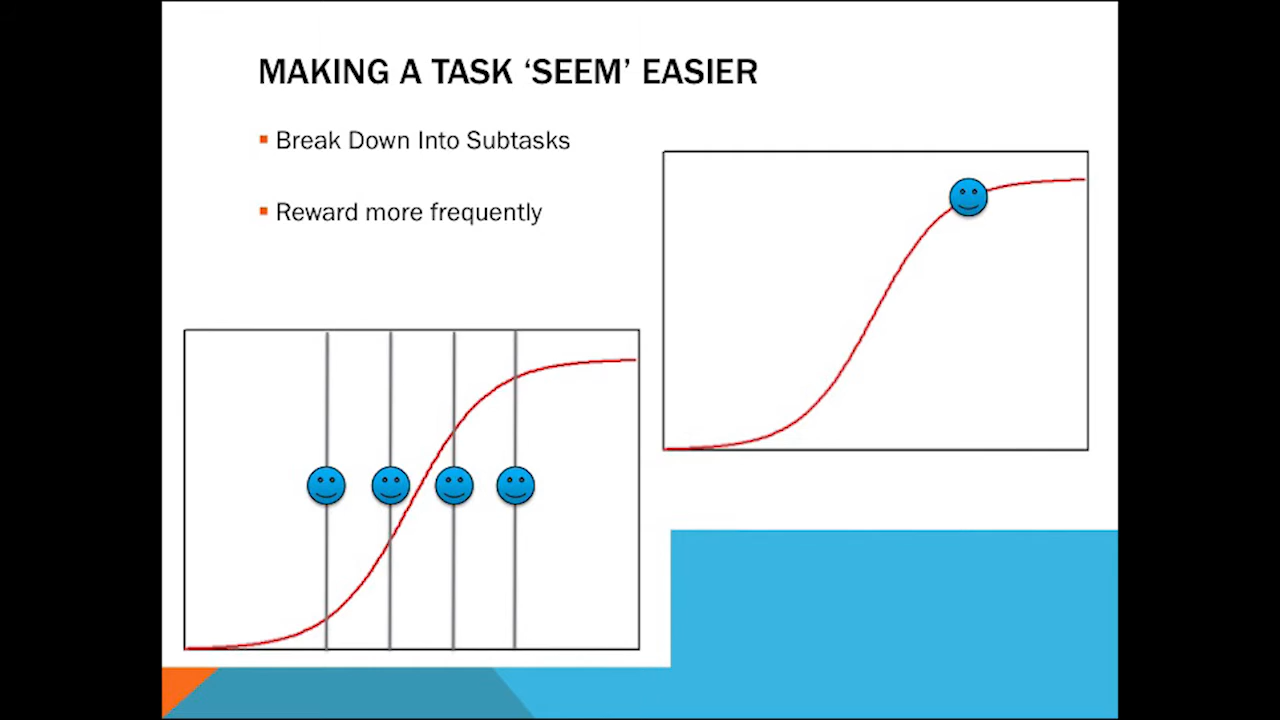 MAKING A TASK ‘SEEM’ EASIER
Break Down Into Subtasks
Reward more frequently